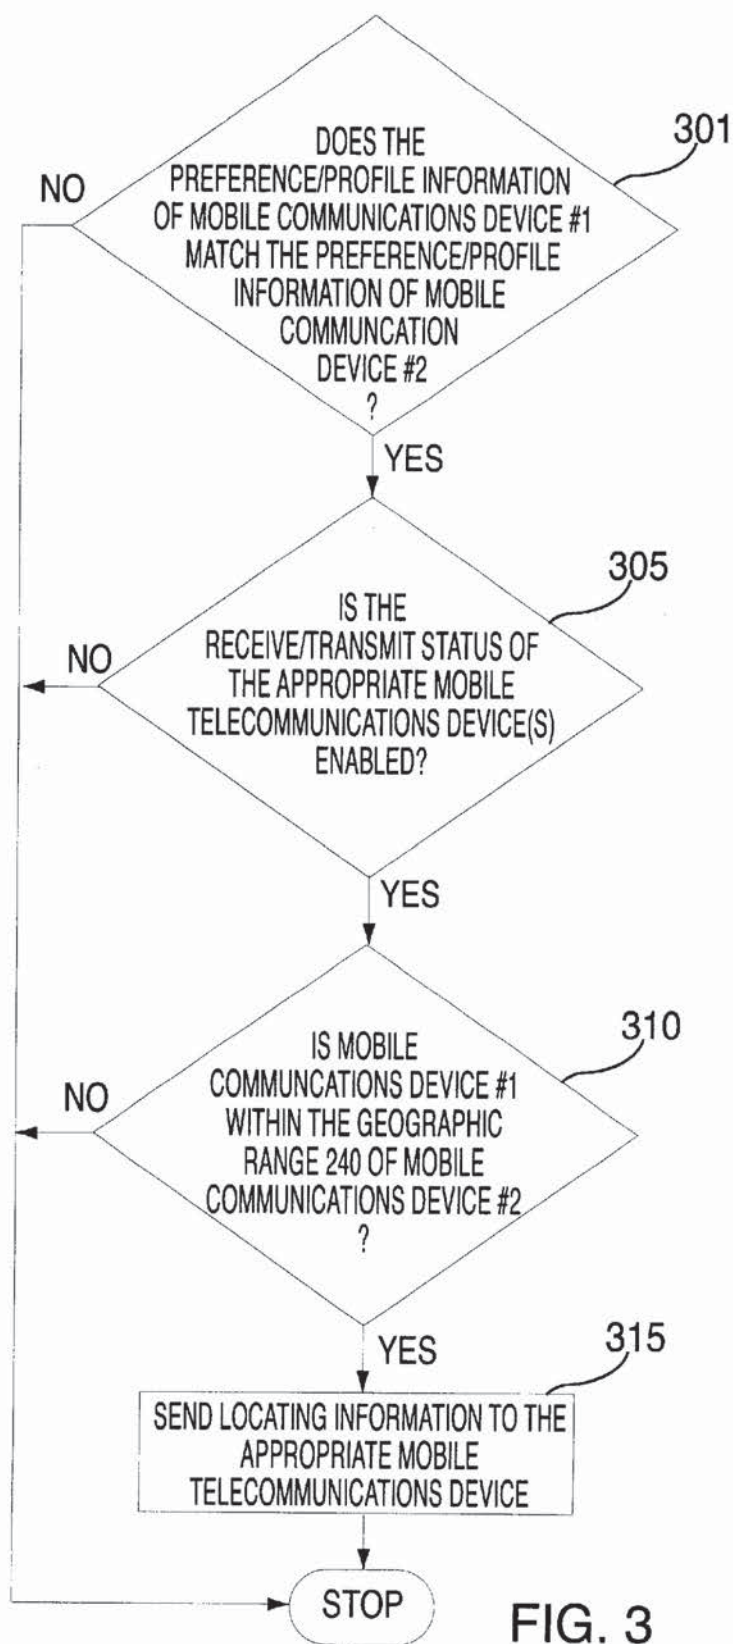 301
DOES THE
PREFERENCE/PROFILE INFORMATION
OF MOBILE COMMUNICATIONS DEVICE #1
MATCH THE PREFERENCE/PROFILE
INFORMATION OF MOBILE
COMMUNCATION
DEVICE #2
?
NO
YES
305
IS THE
RECEIVE/TRANSMIT STATUS OF
THE APPROPRIATE MOBILE
TELECOMMUNICATIONS DEVICE(S)
ENABLED?
NO
YES
310
IS MOBILE
COMMUNCATIONS DEVICE #1
WITHIN THE GEOGRAPHIC
RANGE 240 OF MOBILE
COMMUNICATIONS DEVICE #2
?
NO
YES
315
SEND LOCATING INFORMATION TO THE
APPROPRIATE MOBILE
TELECOMMUNICATIONS DEVICE
STOP
FIG. 3